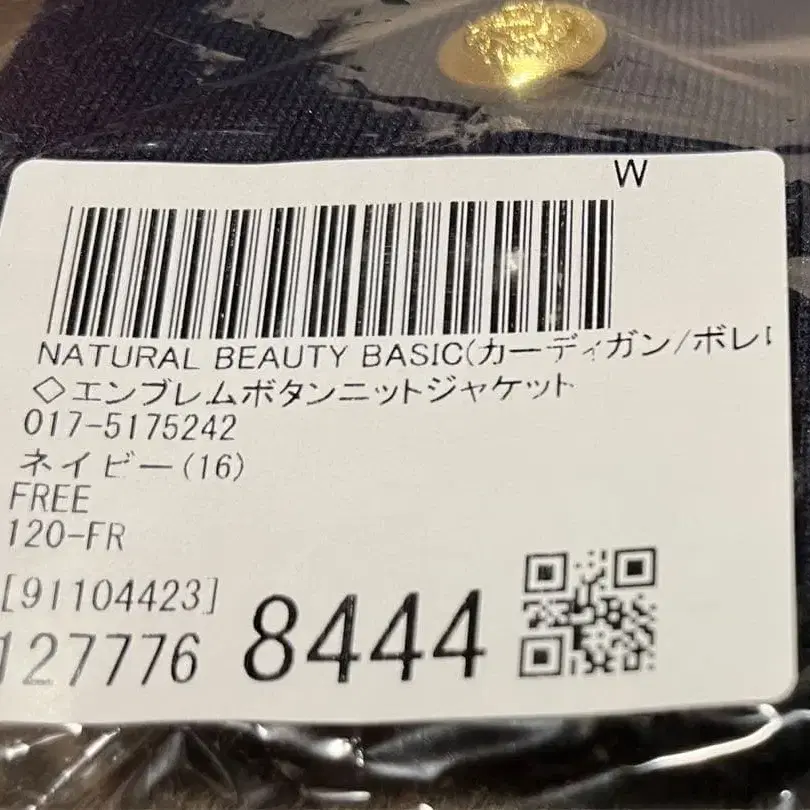 W
NATURAL BEAUTY BASIC(カーディガン/ボレ
◇エンブレムボタンニットジャケット
017-5175242
ネイビー(16)
FREE
120-FR
[91104423]
127776 8444